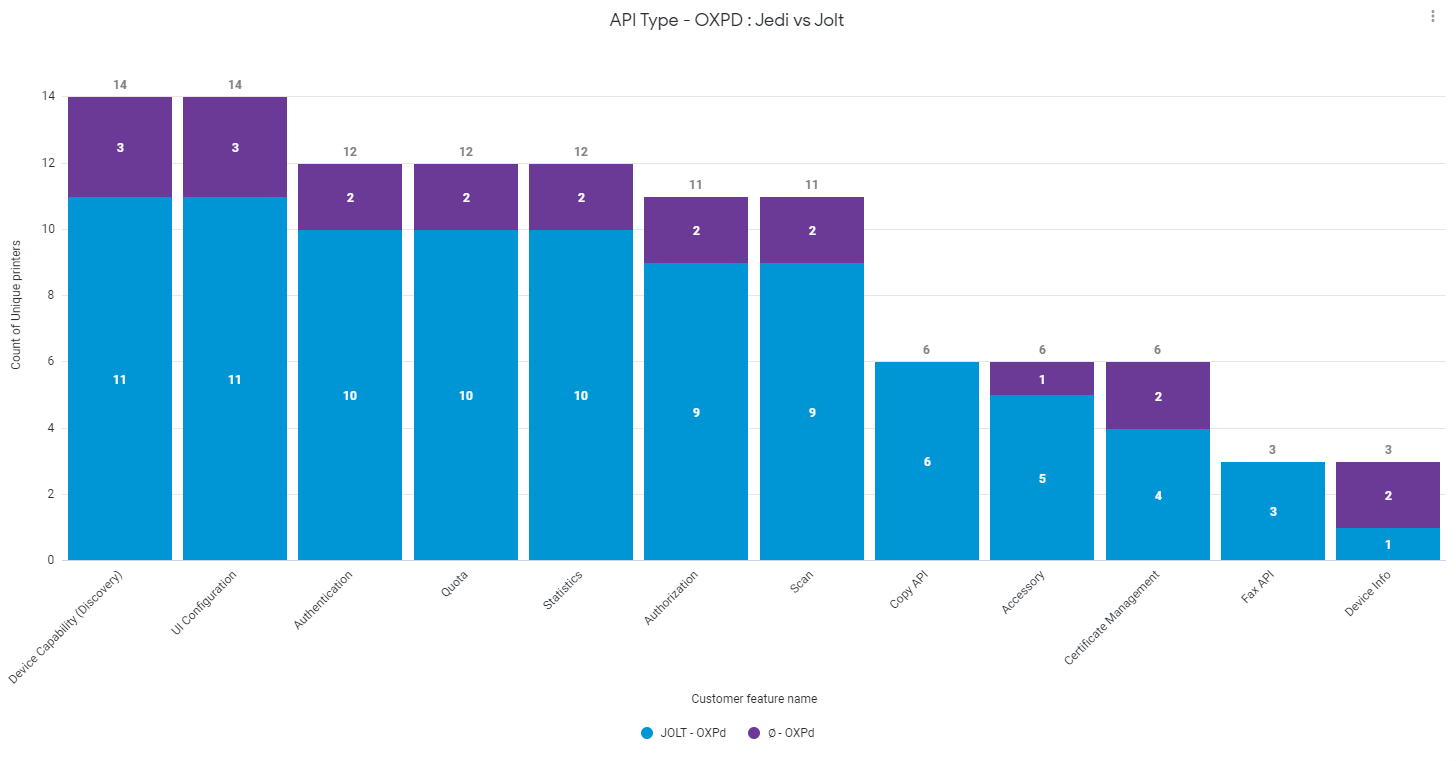 API Type - OXPD : Jedi vs Jolt
Count of Unique printers
14
12
10
8
6
4
2
0
14
14
12
12
12
11
11
6
6
6
3
3
3
3
2
2
2
2
2
1
2
2
11
11
10
10
10
9
9
6
5
4
3
1
Device Capability (Discovery)
UI Configuration
Authentication
Quota
Statistics
Authorization
Scan
Copy API
Accessory
Certificate Management
Fax API
Device Info
Customer feature name
JOLT - OXPd
Ø - OXPd